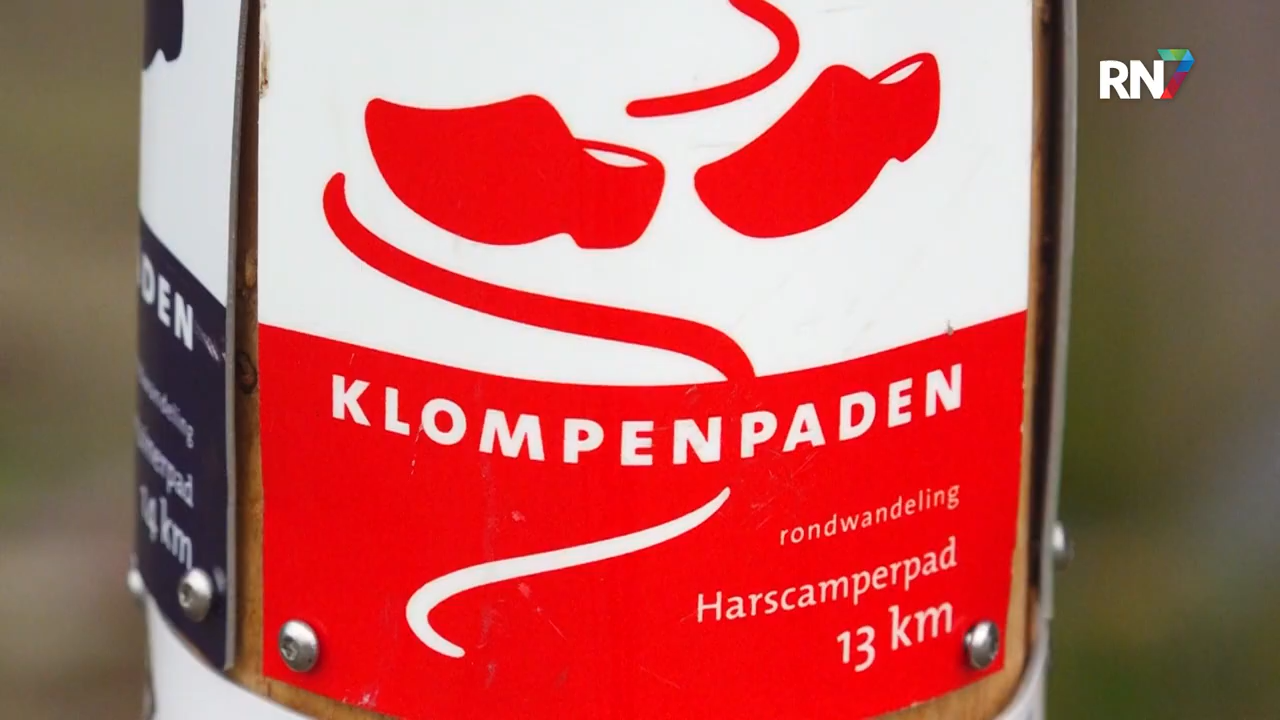 RN7
KLOMPENPADEN
rondwandeling
Harscamperpad
13 km
DEN
14 km